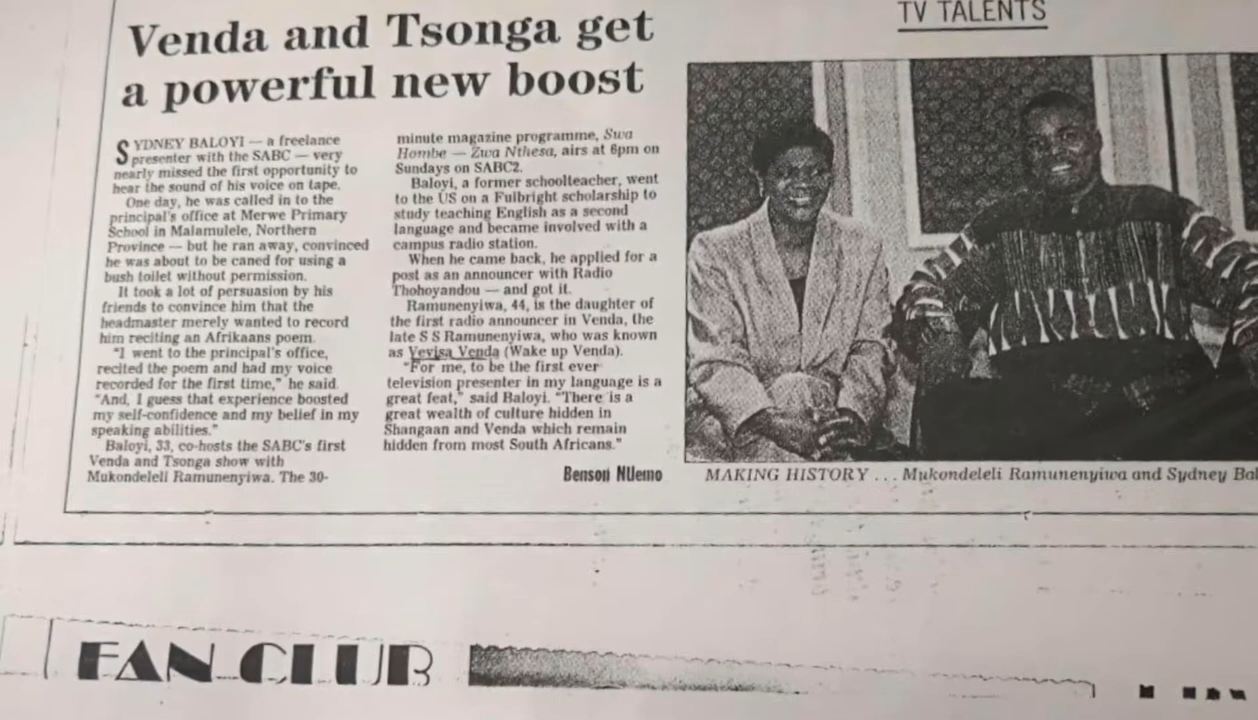 TV TALENTS
Venda and Tsonga get
a powerful new boost
SYDNEY BALOYI — a freelance
presenter with the SABC — very
nearly missed the first opportunity to
hear the sound of his voice on tape.
One day, he was called in to the
principal's office at Merwe Primary
School in Malamulele, Northern
Province — but he ran away, convinced
he was about to be caned for using a
bush toilet without permission.
It took a lot of persuasion by his
friends to convince him that the
headmaster merely wanted to record
him reciting an Afrikaans poem.
"I went to the principal's office,
recited the poem and had my voice
recorded for the first time," he said.
"And, I guess that experience boosted
my self-confidence and my belief in my
speaking abilities."
Baloyi, 33, co-hosts the SABC's first
Venda and Tsonga show with
Mukondeleli Ramunenyiwa. The 30-
minute magazine programme, Swa
Hombe — Zwa Nthesa, airs at 6pm on
Sundays on SABC2.
Baloyi, a former schoolteacher, went
to the US on a Fulbright scholarship to
study teaching English as a second
language and became involved with a
campus radio station.
When he came back, he applied for a
post as an announcer with Radio
Thohoyandou — and got it.
Ramunenyiwa, 44, is the daughter of
the first radio announcer in Venda, the
late S S Ramunenyiwa, who was known
as Vevisa Venda (Wake up Venda).
"For me, to be the first ever
television presenter in my language is a
great feat," said Baloyi. "There is a
great wealth of culture hidden in
Shangaan and Venda which remain
hidden from most South Africans."
Benson
MAKING HISTORY . . . Mukondeleli Ramunenyiwa and Sydney Bal
FAN CLUB